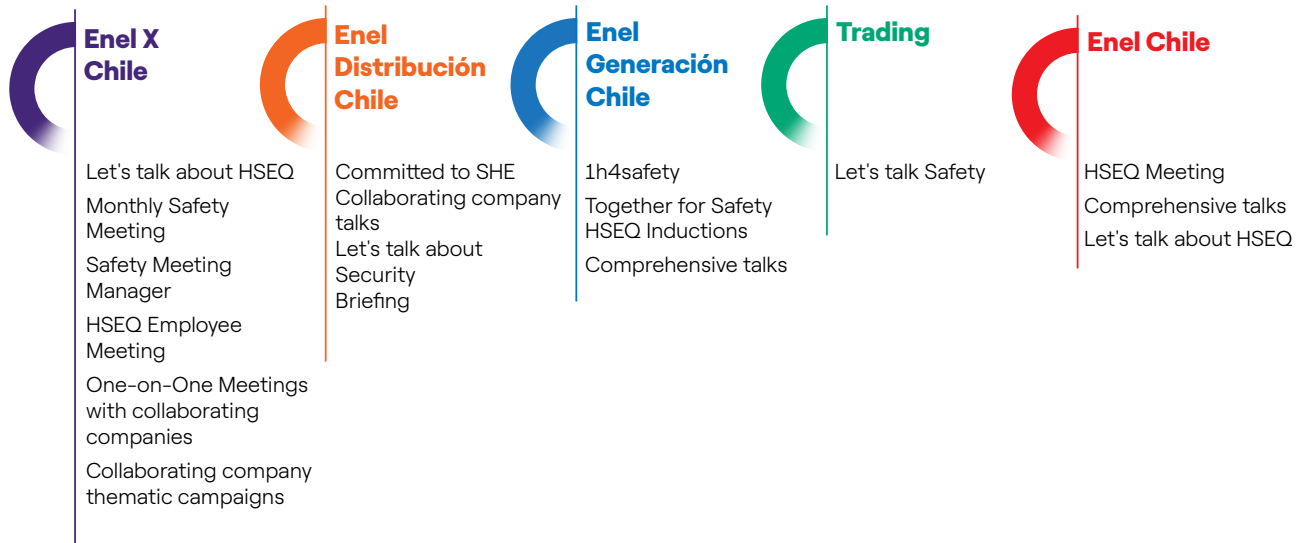 Enel X
Chile
Let's talk about HSEQ
Monthly Safety
Meeting
Safety Meeting
Manager
HSEQ Employee
Meeting
One-on-One Meetings
with collaborating
companies
Collaborating company
thematic campaigns
Enel
Distribución
Chile
Committed to SHE
Collaborating company
talks
Let's talk about
Security
Briefing
Enel
Generación
Chile
1h4safety
Together for Safety
HSEQ Inductions
Comprehensive talks
Trading
Let's talk Safety
Enel Chile
HSEQ Meeting
Comprehensive talks
Let's talk about HSEQ